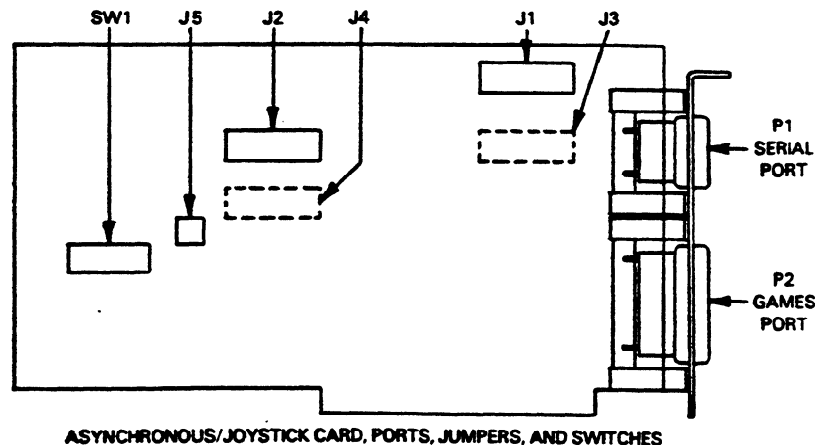 SW1 J5 J2 J4 J1 J3
P1
SERIAL
PORT
P2
GAMES
PORT
ASYNCHRONOUS/JOYSTICK CARD, PORTS, JUMPERS, AND SWITCHES